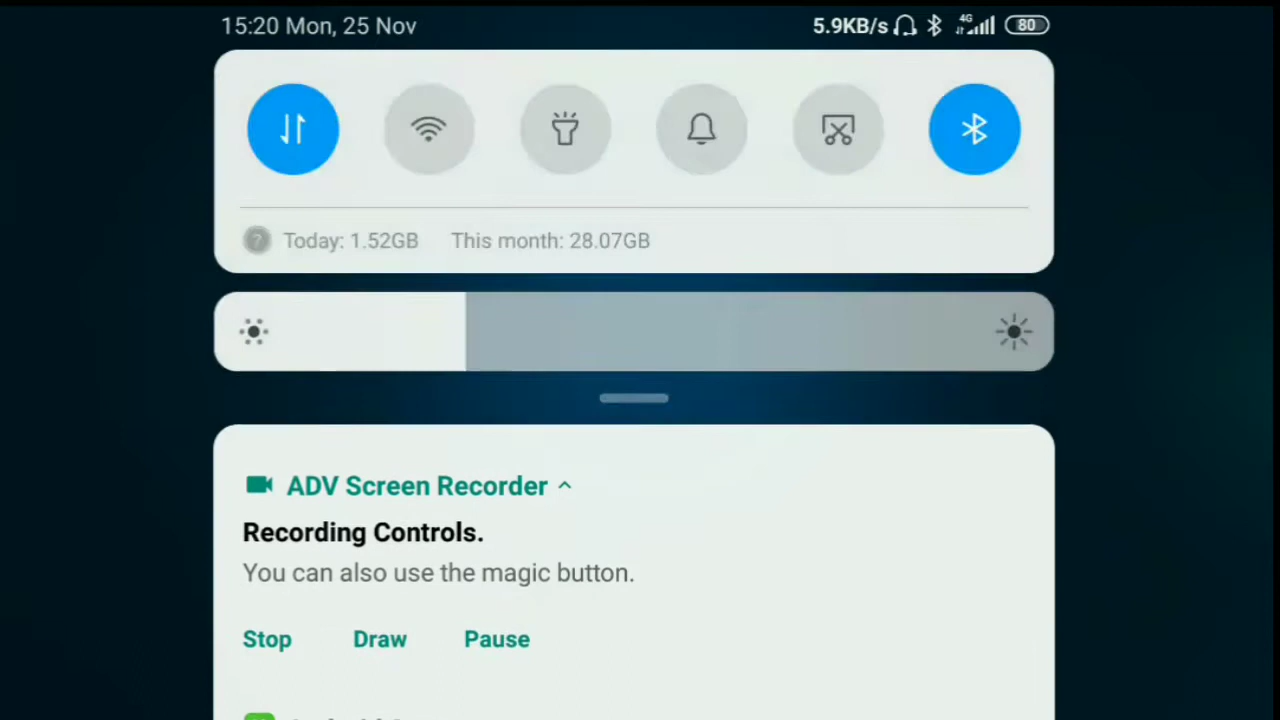 15:20 Mon, 25 Nov 5.9KB/s 4G 80
Today: 1.52GB This month: 28.07GB
ADV Screen Recorder
Recording Controls.
You can also use the magic button.
Stop Draw Pause